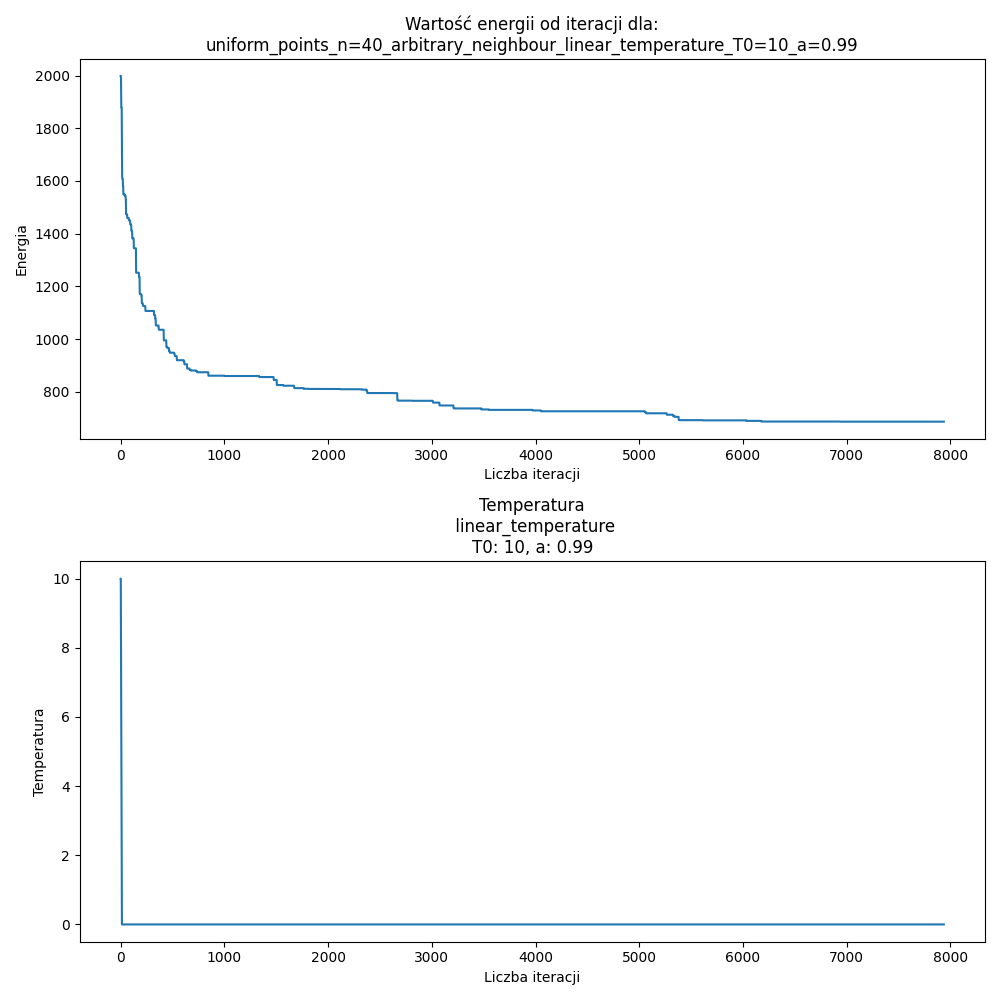 Wartość energii od iteracji dla:
uniform_points_n=40_arbitrary_neighbour_linear_temperature_T0=10_a=0.99
2000
1800
1600
1400
1200
1000
800
Energia
0 1000 2000 3000 4000 5000 6000 7000 8000
Liczba iteracji
Temperatura
linear_temperature
T0: 10, a: 0.99
10
8
6
4
2
0
Temperatura
0 1000 2000 3000 4000 5000 6000 7000 8000
Liczba iteracji